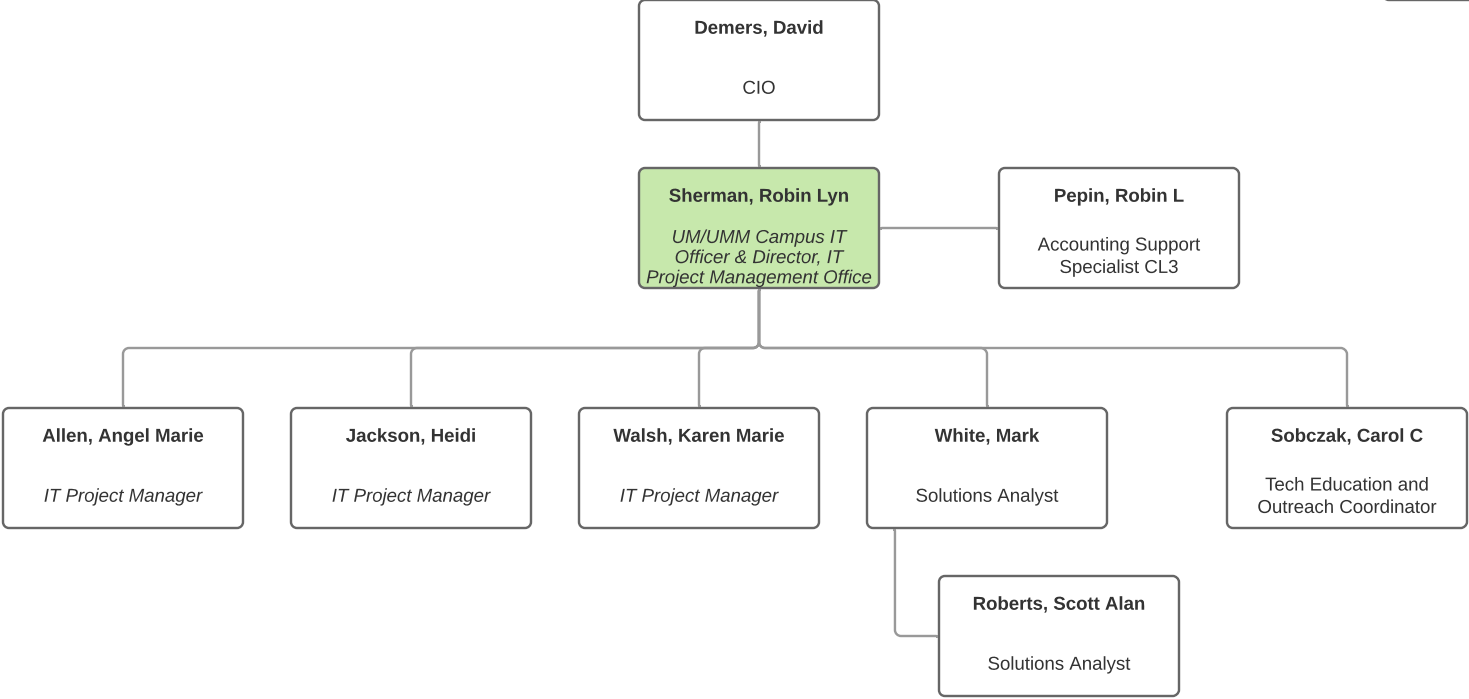 Demers, David
CIO
Sherman, Robin Lyn
UM/UMM Campus IT
Officer & Director, IT
Project Management Office
Pepin, Robin L
Accounting Support
Specialist CL3
Allen, Angel Marie
IT Project Manager
Jackson, Heidi
IT Project Manager
Walsh, Karen Marie
IT Project Manager
White, Mark
Solutions Analyst
Sobczak, Carol C
Tech Education and
Outreach Coordinator
Roberts, Scott Alan
Solutions Analyst